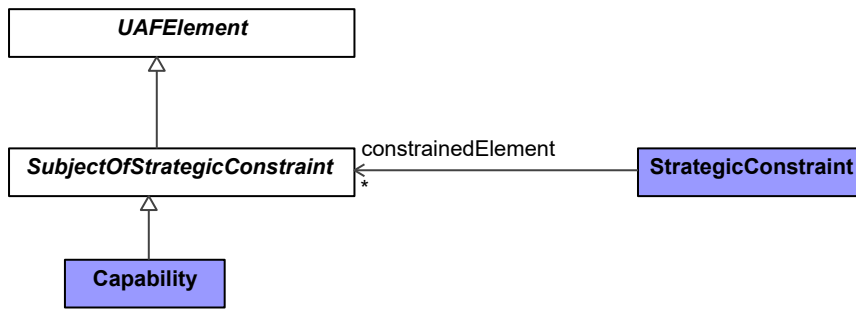 UAFElement
constrainedElement
SubjectOfStrategicConstraint
StrategicConstraint
*
Capability